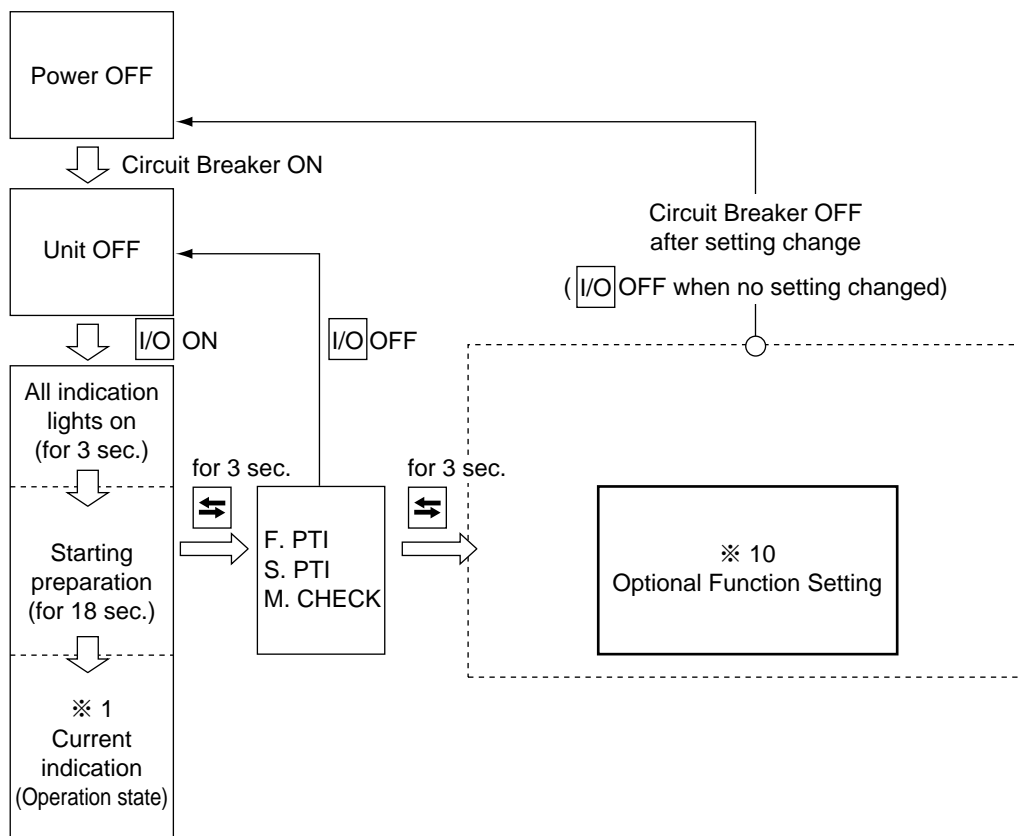 Power OFF
Circuit Breaker ON
Unit OFF
Circuit Breaker OFF
after setting change
( I/O OFF when no setting changed)
I/O ON
I/O OFF
All indication
lights on
(for 3 sec.)
for 3 sec.
for 3 sec.
Starting
preparation
(for 18 sec.)
F. PTI
S. PTI
M. CHECK
※ 10
Optional Function Setting
※ 1
Current
indication
(Operation state)